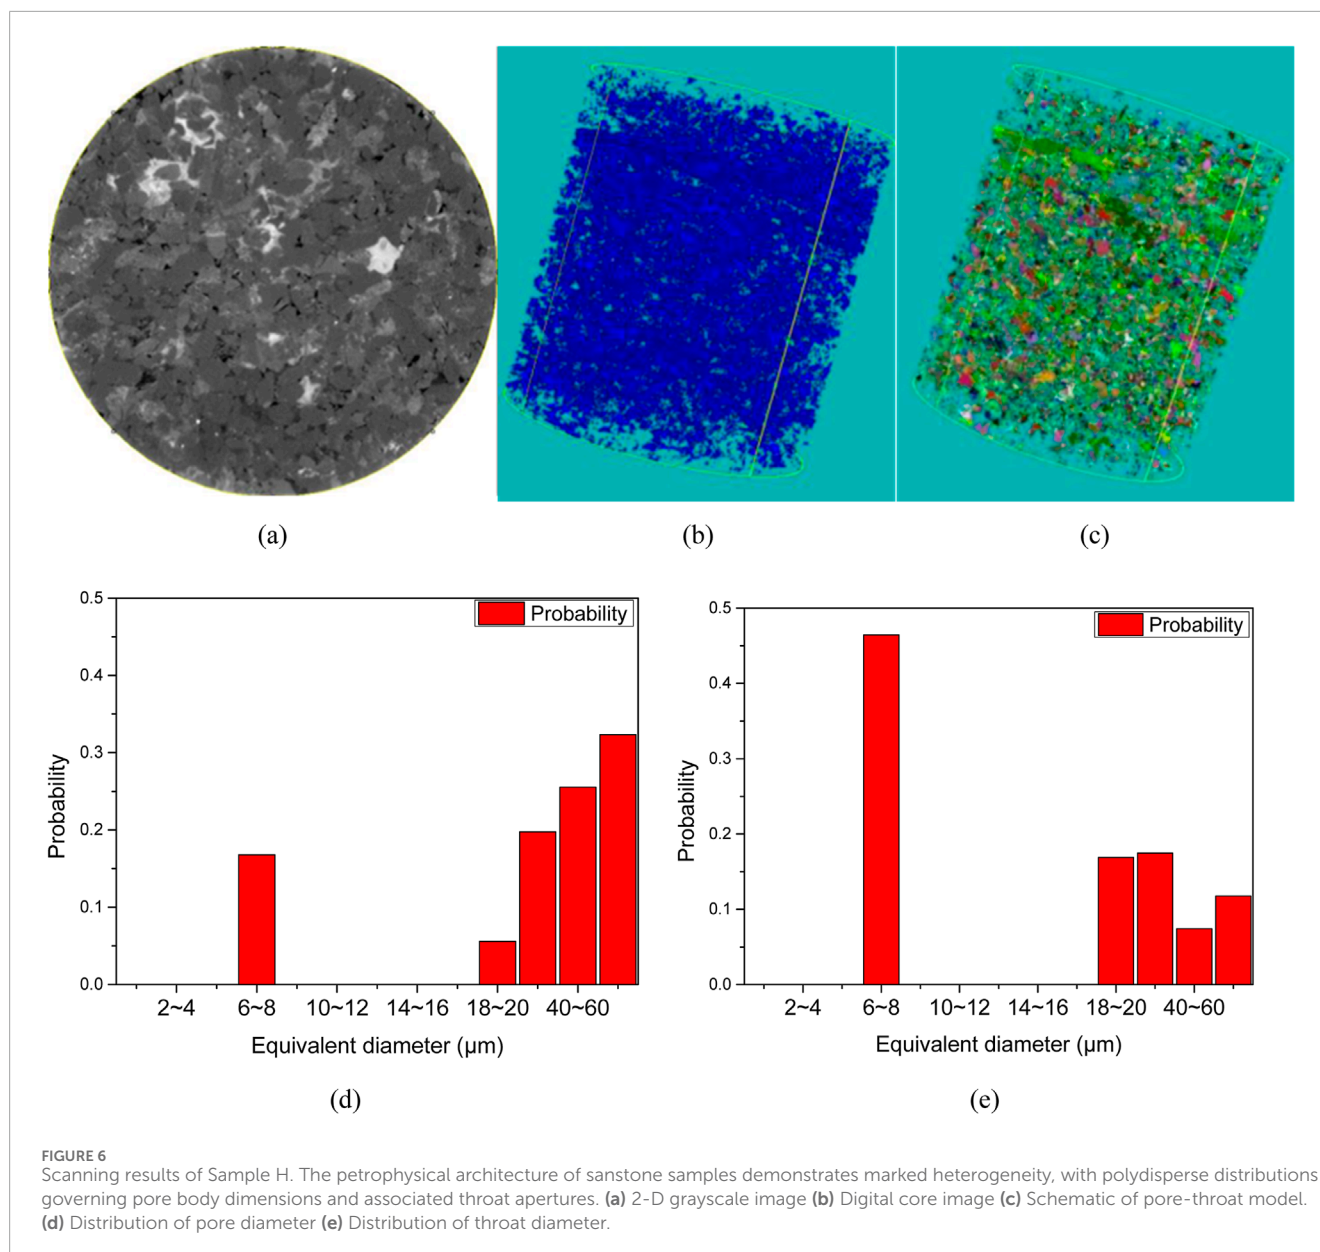 (a)
(b)
(c)
0.5
0.4
0.3
0.2
0.1
0.0
Probability
Probability
2~4
6~8
10~12
14~16
18~20
40~60
Equivalent diameter (μm)
(d)
0.5
0.4
0.3
0.2
0.1
0.0
Probability
Probability
2~4
6~8
10~12
14~16
18~20
40~60
Equivalent diameter (μm)
(e)
FIGURE 6
Scanning results of Sample H. The petrophysical architecture of sanstone samples demonstrates marked heterogeneity, with polydisperse distributions
governing pore body dimensions and associated throat apertures. (a) 2-D grayscale image (b) Digital core image (c) Schematic of pore-throat model.
(d) Distribution of pore diameter (e) Distribution of throat diameter.